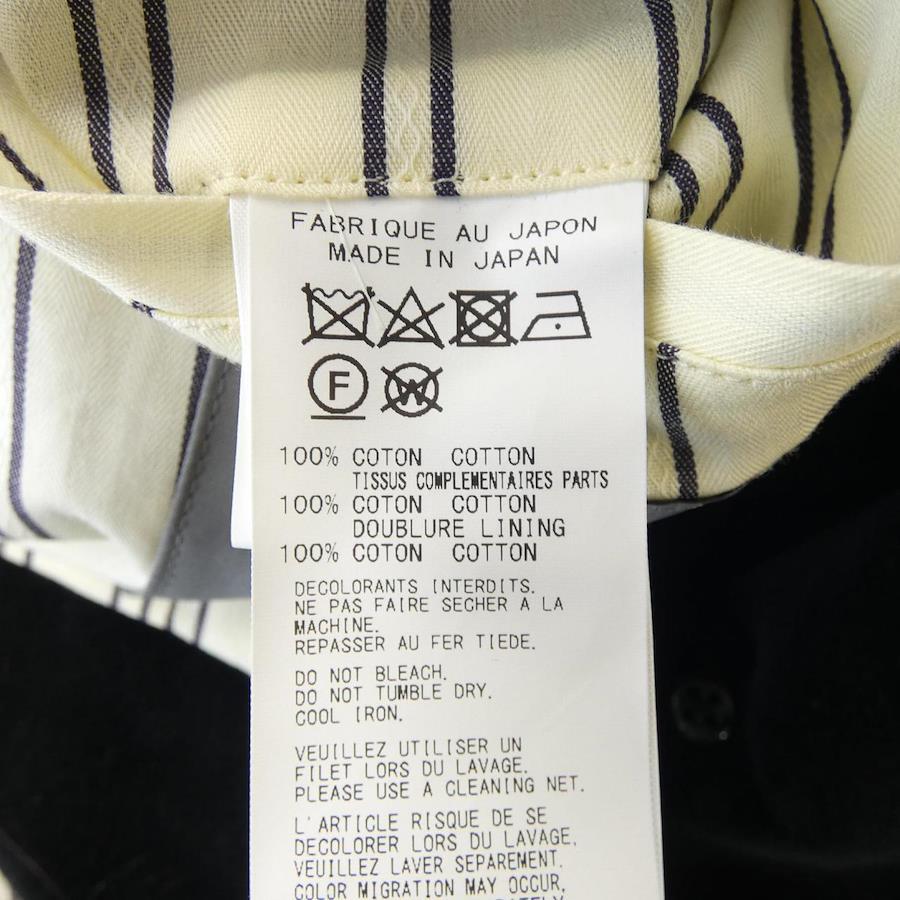 FABRIQUE AU JAPON
MADE IN JAPAN
F W
100% COTON COTTON
TISSUS COMPLEMENTAIRES PARTS
100% COTON COTTON
DOUBLURE LINING
100% COTON COTTON
DECOLORANTS INTERDITS.
NE PAS FAIRE SECHER A LA
MACHINE.
REPASSER AU FER TIEDE.
DO NOT BLEACH.
DO NOT TUMBLE DRY.
COOL IRON.
VEUILLEZ UTILISER UN
FILET LORS DU LAVAGE.
PLEASE USE A CLEANING NET.
L'ARTICLE RISQUE DE SE
DECOLORER LORS DU LAVAGE,
VEUILLEZ LAVER SEPAREMENT.
COLOR MIGRATION MAY OCCUR,